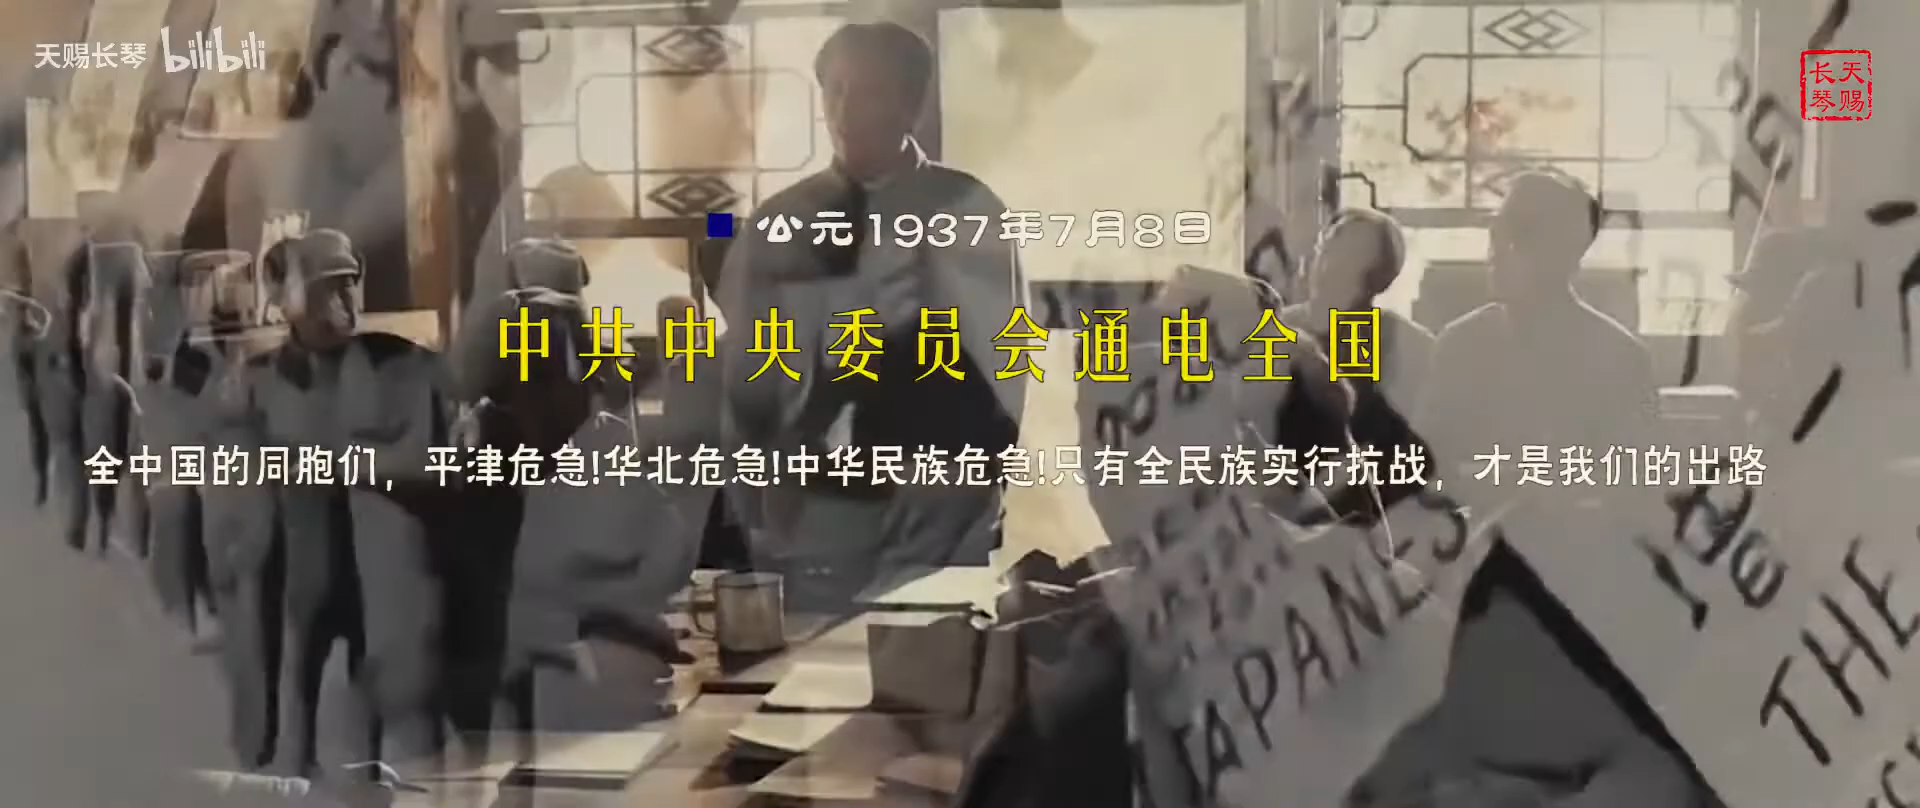 天赐长琴 bilibili
天赐长琴
公元1937年7月8日
中共中央委员会通电全国
全中国的同胞们，平津危急!华北危急!中华民族危急!只有全民族实行抗战，才是我们的出路
JAPANES
THE